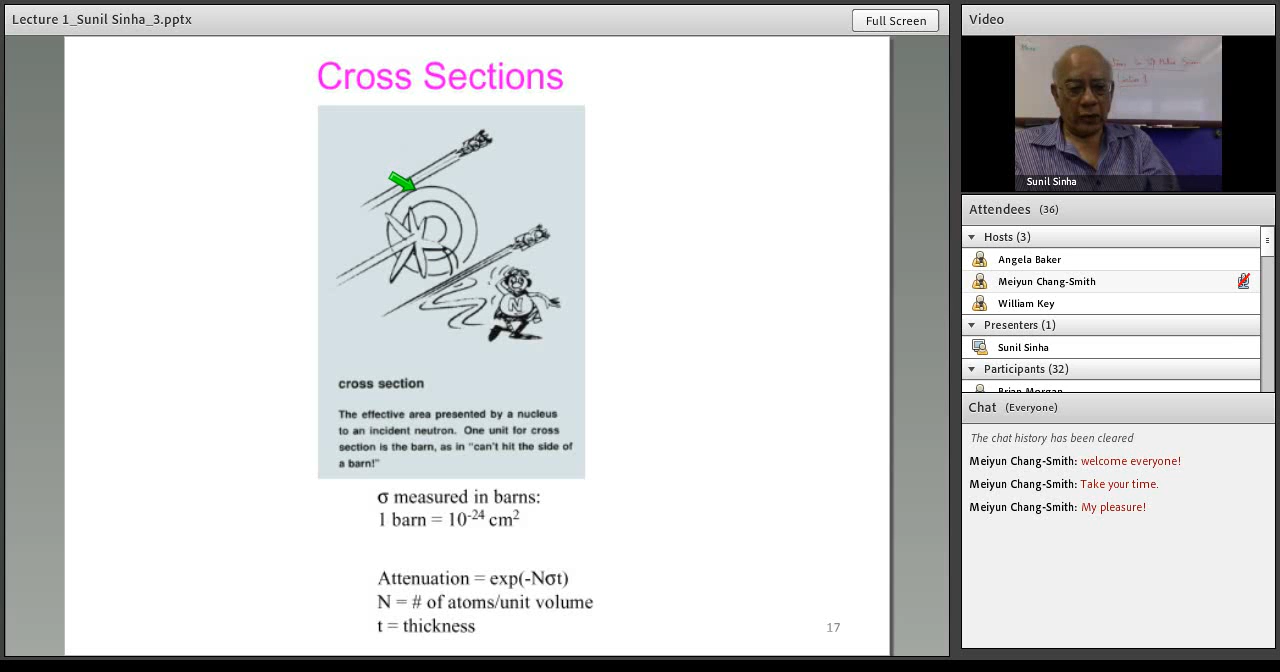 Lecture 1_Sunil Sinha_3.pptx
Full Screen
Cross Sections
N
cross section
The effective area presented by a nucleus
to an incident neutron. One unit for cross
section is the barn, as in "can't hit the side of
a barn!"
σ measured in barns:
1 barn = 10⁻²⁴ cm²
Attenuation = exp(-Nσt)
N = # of atoms/unit volume
t = thickness
17
Video
Lecture 1
Sunil Sinha
Attendees (36)
Hosts (3)
Angela Baker
Meiyun Chang-Smith
William Key
Presenters (1)
Sunil Sinha
Participants (32)
Brian Morgan
Chat (Everyone)
The chat history has been cleared
Meiyun Chang-Smith: welcome everyone!
Meiyun Chang-Smith: Take your time.
Meiyun Chang-Smith: My pleasure!